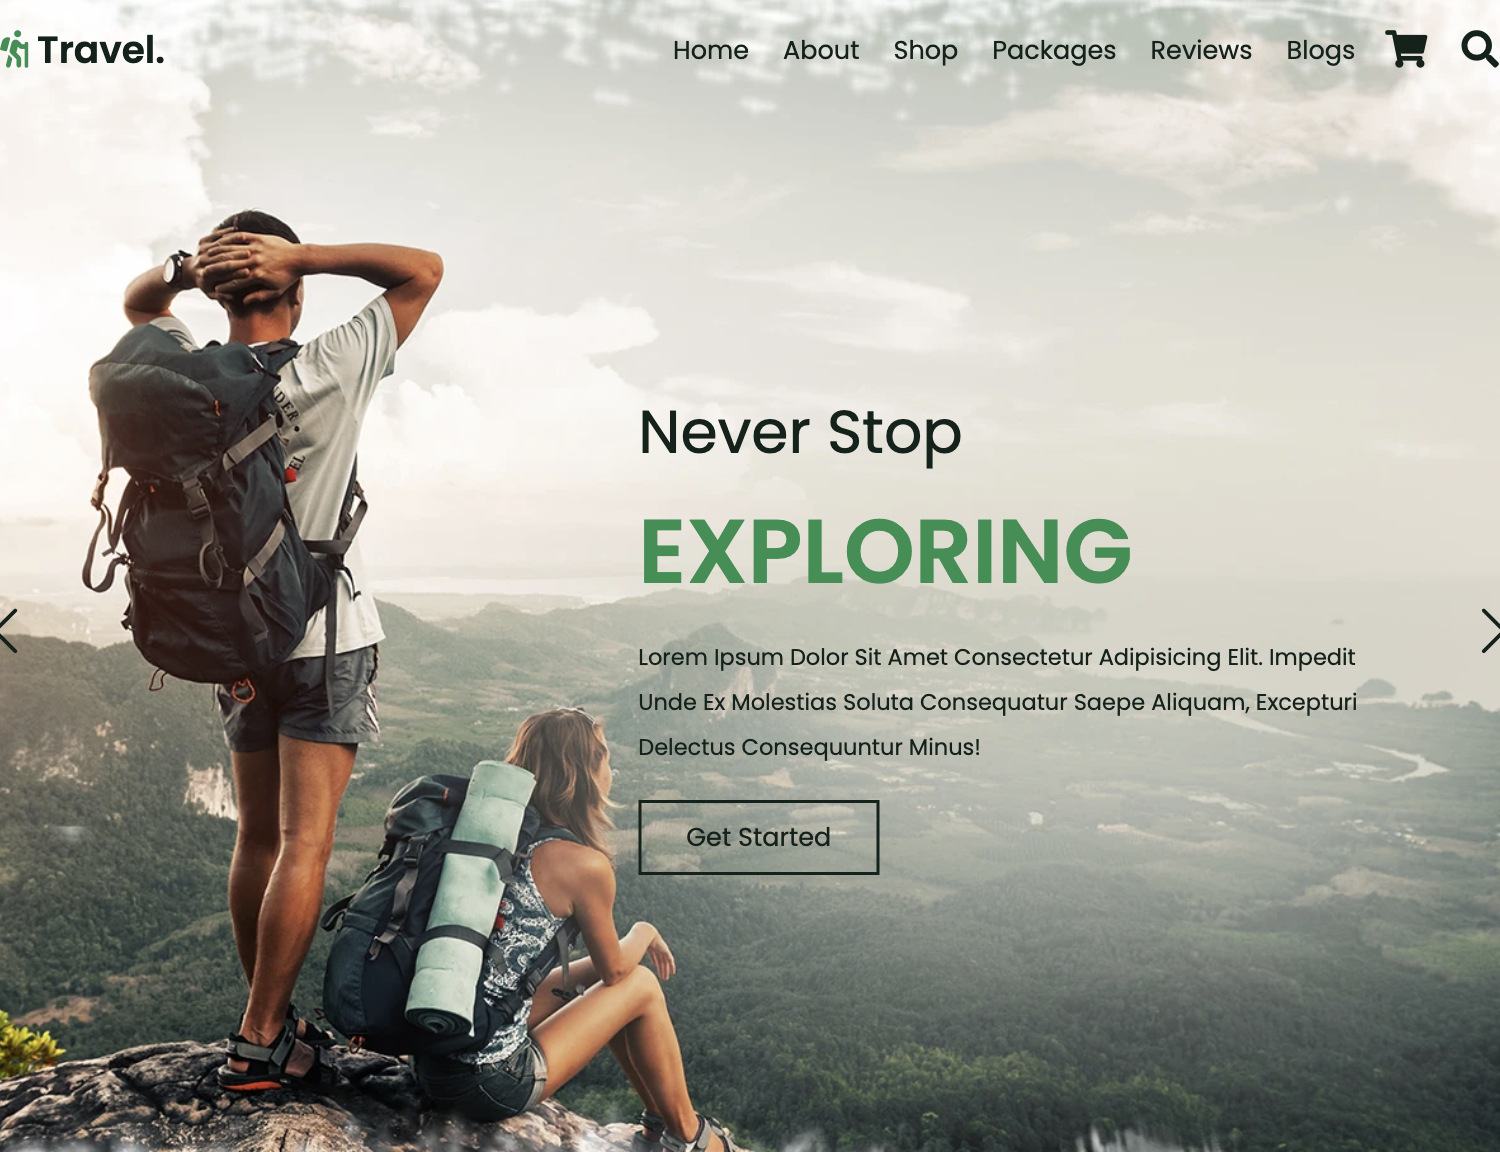 Travel.
Home About Shop Packages Reviews Blogs
Never Stop
EXPLORING
Lorem Ipsum Dolor Sit Amet Consectetur Adipisicing Elit. Impedit
Unde Ex Molestias Soluta Consequatur Saepe Aliquam, Excepturi
Delectus Consequuntur Minus!
Get Started